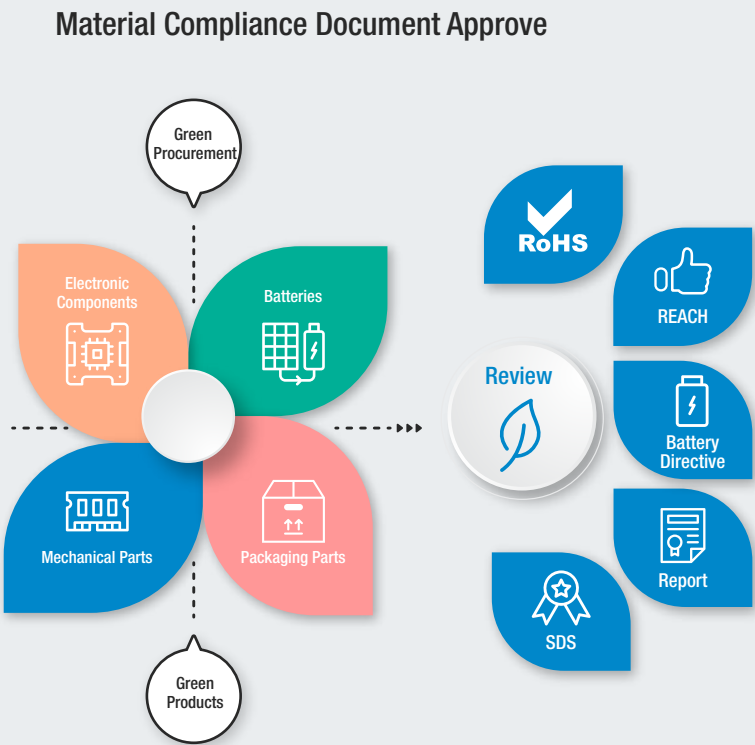 Material Compliance Document Approve
Green
Procurement
Electronic
Components
Batteries
Mechanical Parts
Packaging Parts
Green
Products
Review
RoHS
REACH
Battery
Directive
Report
SDS